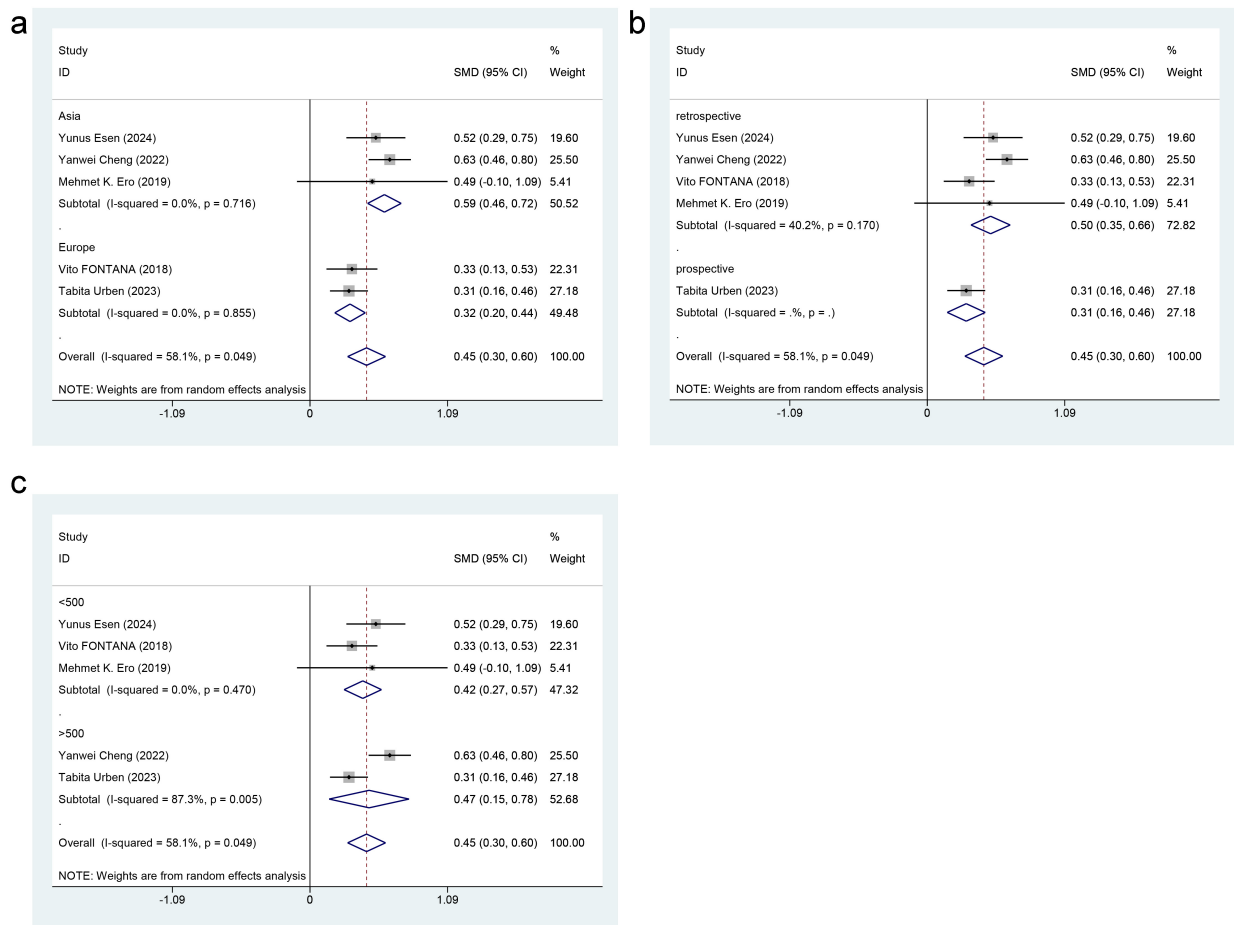 a
Study %
ID SMD (95% CI) Weight
Asia
Yunus Esen (2024) 0.52 (0.29, 0.75) 19.60
Yanwei Cheng (2022) 0.63 (0.46, 0.80) 25.50
Mehmet K. Ero (2019) 0.49 (-0.10, 1.09) 5.41
Subtotal (I-squared = 0.0%, p = 0.716) 0.59 (0.46, 0.72) 50.52
.
Europe
Vito FONTANA (2018) 0.33 (0.13, 0.53) 22.31
Tabita Urben (2023) 0.31 (0.16, 0.46) 27.18
Subtotal (I-squared = 0.0%, p = 0.855) 0.32 (0.20, 0.44) 49.48
.
Overall (I-squared = 58.1%, p = 0.049) 0.45 (0.30, 0.60) 100.00
NOTE: Weights are from random effects analysis
-1.09 0 1.09
b
Study %
ID SMD (95% CI) Weight
retrospective
Yunus Esen (2024) 0.52 (0.29, 0.75) 19.60
Yanwei Cheng (2022) 0.63 (0.46, 0.80) 25.50
Vito FONTANA (2018) 0.33 (0.13, 0.53) 22.31
Mehmet K. Ero (2019) 0.49 (-0.10, 1.09) 5.41
Subtotal (I-squared = 40.2%, p = 0.170) 0.50 (0.35, 0.66) 72.82
.
prospective
Tabita Urben (2023) 0.31 (0.16, 0.46) 27.18
Subtotal (I-squared = .%, p = .) 0.31 (0.16, 0.46) 27.18
.
Overall (I-squared = 58.1%, p = 0.049) 0.45 (0.30, 0.60) 100.00
NOTE: Weights are from random effects analysis
-1.09 0 1.09
c
Study %
ID SMD (95% CI) Weight
<500
Yunus Esen (2024) 0.52 (0.29, 0.75) 19.60
Vito FONTANA (2018) 0.33 (0.13, 0.53) 22.31
Mehmet K. Ero (2019) 0.49 (-0.10, 1.09) 5.41
Subtotal (I-squared = 0.0%, p = 0.470) 0.42 (0.27, 0.57) 47.32
.
>500
Yanwei Cheng (2022) 0.63 (0.46, 0.80) 25.50
Tabita Urben (2023) 0.31 (0.16, 0.46) 27.18
Subtotal (I-squared = 87.3%, p = 0.005) 0.47 (0.15, 0.78) 52.68
.
Overall (I-squared = 58.1%, p = 0.049) 0.45 (0.30, 0.60) 100.00
NOTE: Weights are from random effects analysis
-1.09 0 1.09